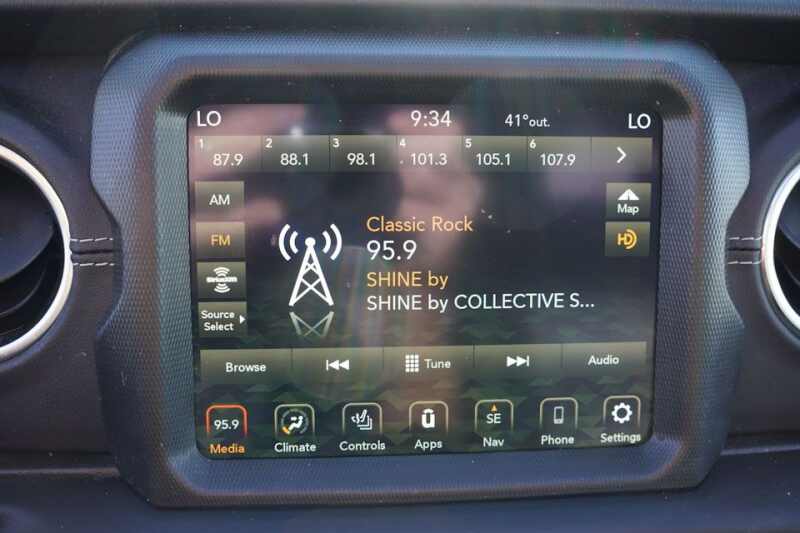 LO 9:34 41°out. LO
1 87.9 2 88.1 3 98.1 4 101.3 5 105.1 6 107.9
AM
Map
Classic Rock
FM
HD
95.9
SiriusXM
SHINE by
SHINE by COLLECTIVE S...
Source
Select
Browse Tune Audio
95.9 SE
Media Climate Controls Apps Nav Phone Settings